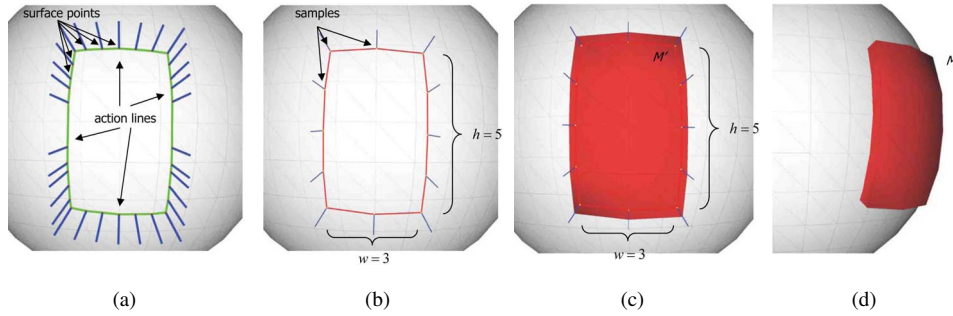 surface points
action lines
(a)
samples
h = 5
w = 3
(b)
M'
h = 5
w = 3
(c)
(d)